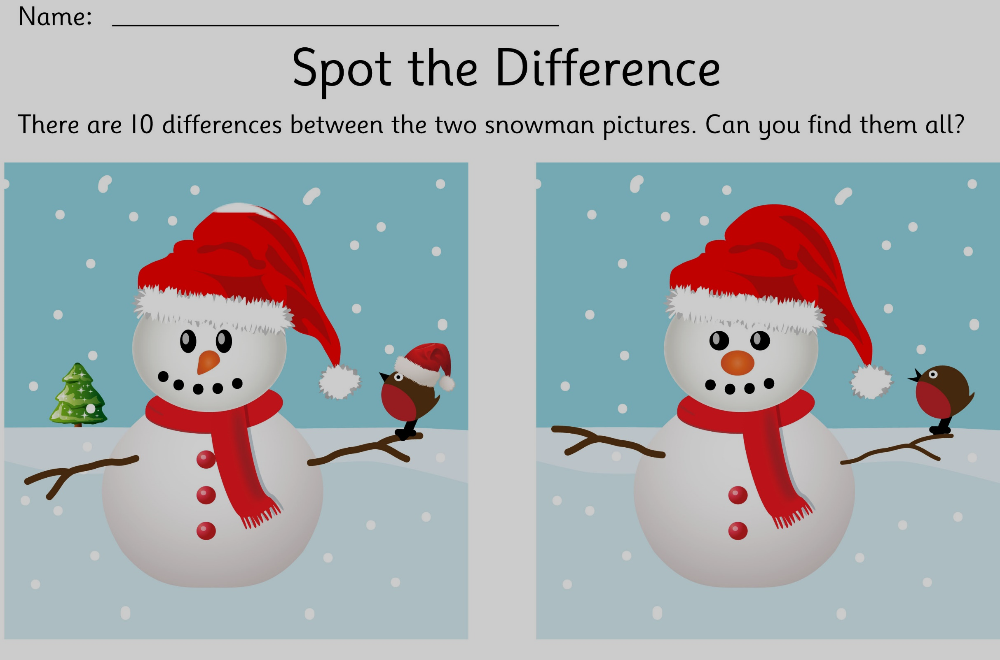 Name:
Spot the Difference
There are 10 differences between the two snowman pictures. Can you find them all?